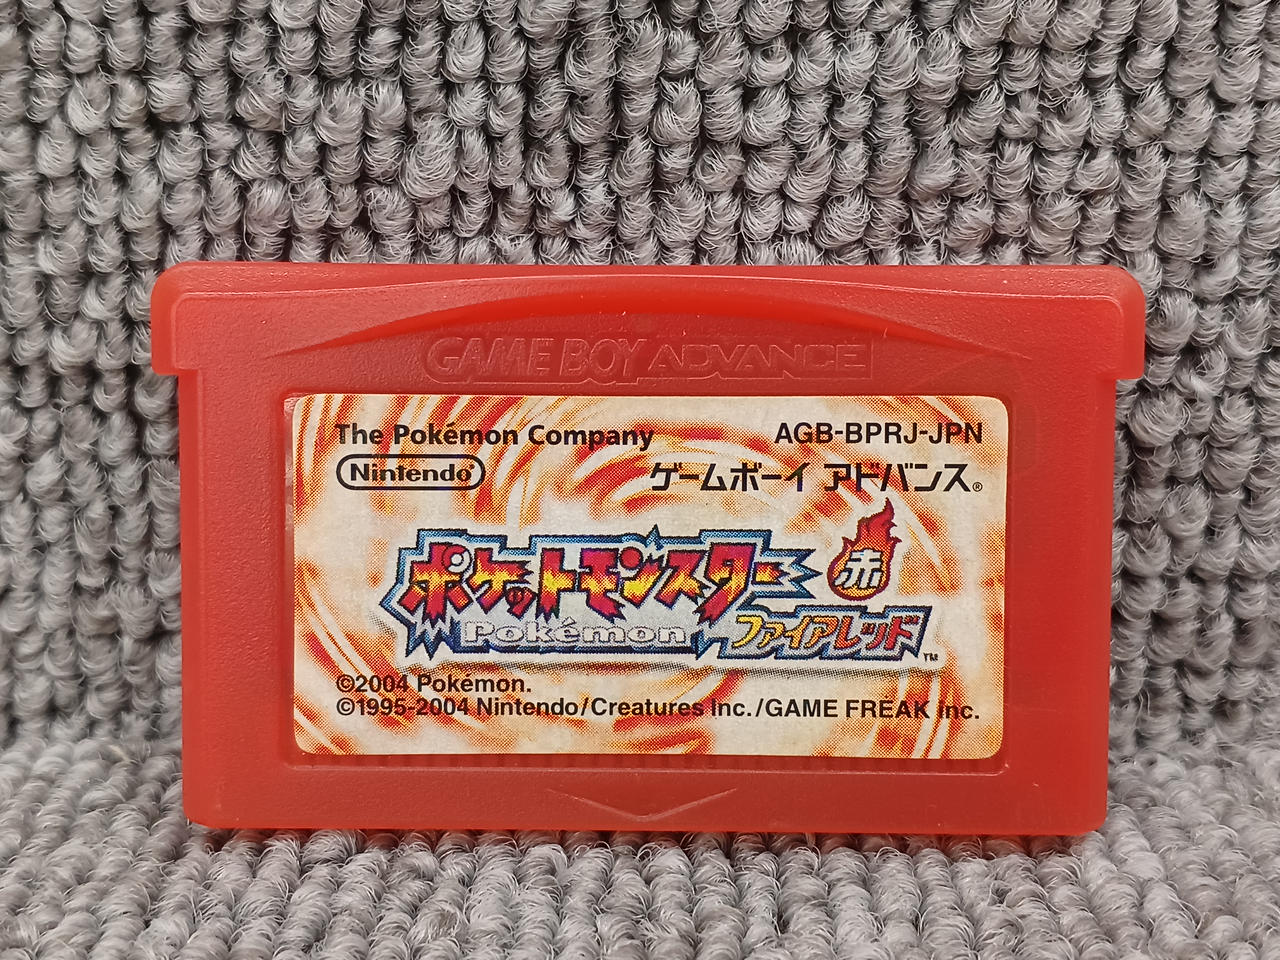 GAME BOY ADVANCE
The Pokémon Company AGB-BPRJ-JPN
Nintendo® ゲームボーイ アドバンス®
ポケットモンスター 赤
Pokémon ファイアレッド™
©2004 Pokémon.
©1995-2004 Nintendo/Creatures Inc./GAME FREAK inc.